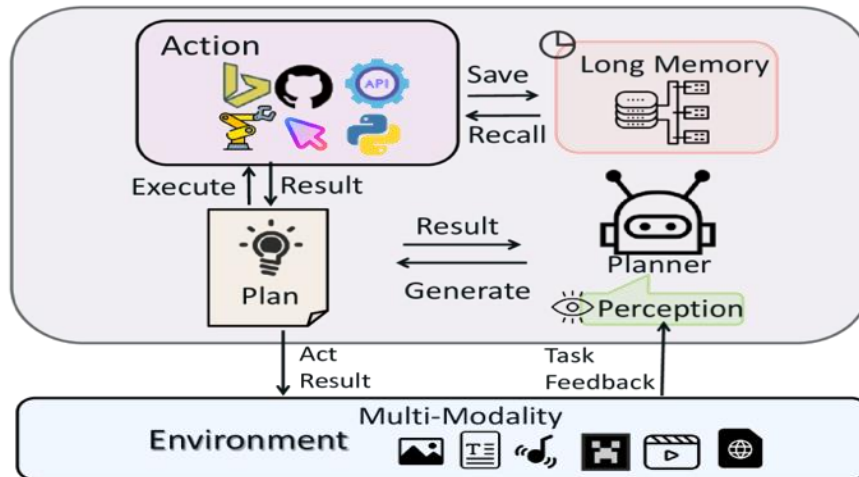 Action
API
Save
Recall
Long Memory
Execute
Result
Plan
Result
Generate
Planner
Perception
Act
Result
Task
Feedback
Multi-Modality
Environment
T